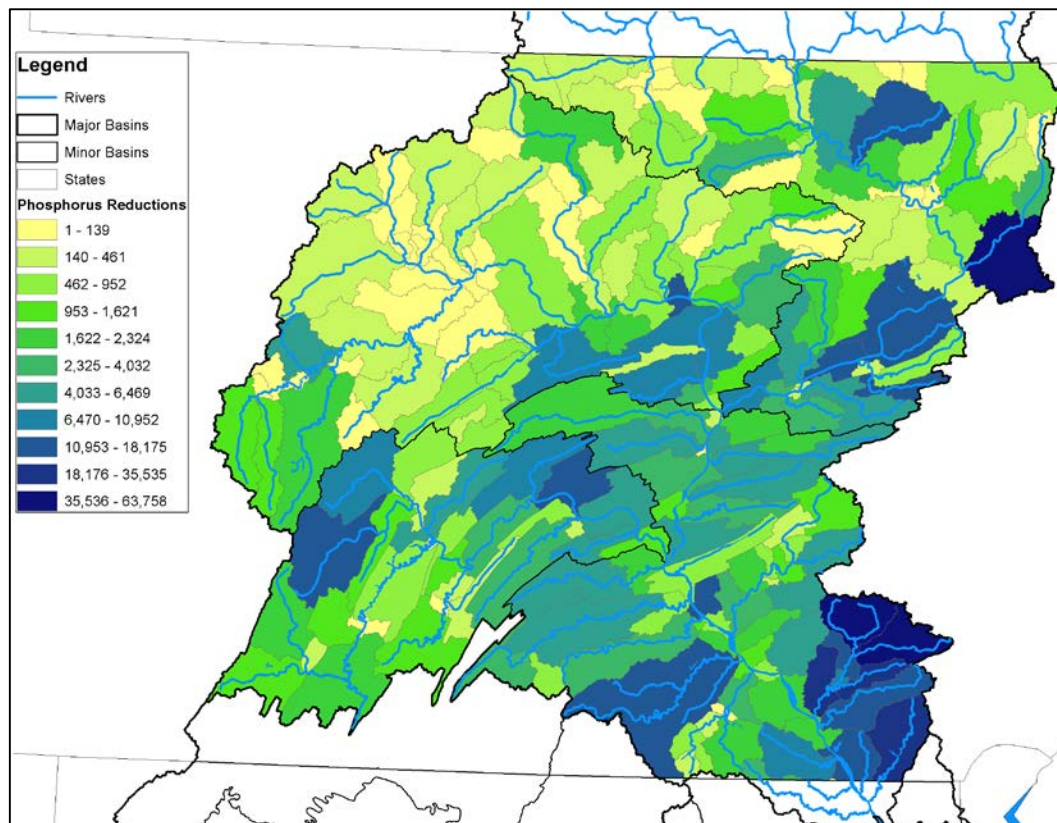 Legend
Rivers
Major Basins
Minor Basins
States
Phosphorus Reductions
1 - 139
140 - 461
462 - 952
953 - 1,621
1,622 - 2,324
2,325 - 4,032
4,033 - 6,469
6,470 - 10,952
10,953 - 18,175
18,176 - 35,535
35,536 - 63,758